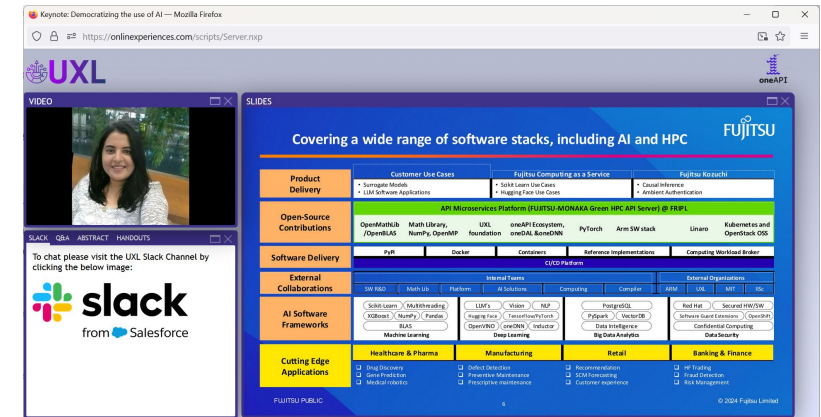 Keynote: Democratizing the use of AI — Mozilla Firefox
https://onlinexperiences.com/scripts/Server.nxp
UXL
oneAPI
VIDEO
SLACK Q&A ABSTRACT HANDOUTS
To chat please visit the UXL Slack Channel by
clicking the below image:
slack
from Salesforce
SLIDES
Covering a wide range of software stacks, including AI and HPC
FUJITSU
Product
Delivery
Customer Use Cases
• Surrogate Models
• LLM Software Applications
Fujitsu Computing as a Service
• Scikit Learn Use Cases
• Hugging Face Use Cases
Fujitsu Kozuchi
• Causal Inference
• Ambient Authentication
Open-Source
Contributions
API Microservices Platform (FUJITSU-MONAKA Green HPC API Server) @ FRIPL
OpenMathLib
/OpenBLAS
Math Library,
NumPy, OpenMP
UXL
foundation
oneAPI Ecosystem,
oneDAL &oneDNN
PyTorch
Arm SW stack
Linaro
Kubernetes and
OpenStack OSS
Software Delivery
PyPi
Docker
Containers
Reference Implementations
Computing Workload Broker
CI/CD Platform
External
Collaborations
Internal Teams
External Organizations
SW R&D
Math Lib
Platform
AI Solutions
Computing
Compiler
ARM
UXL
MIT
IISc
AI Software
Frameworks
Scikit-Learn
Multithreading
XGBoost
NumPy
Pandas
BLAS
Machine Learning
LLM's
Vision
NLP
Hugging Face
TensorFlow/PyTorch
OpenVINO
oneDNN
Inductor
Deep Learning
PostgreSQL
PySpark
VectorDB
Data Intelligence
Big Data Analytics
Red Hat
Secured HW/SW
Software Guard Extensions
OpenShift
Confidential Computing
Data Security
Cutting Edge
Applications
Healthcare & Pharma
Drug Discovery
Gene Prediction
Medical robotics
Manufacturing
Defect Detection
Preventive Maintenance
Prescriptive maintenance
Retail
Recommendation
SCM Forecasting
Customer experience
Banking & Finance
HF Trading
Fraud Detection
Risk Management
FUJITSU PUBLIC
6
© 2024 Fujitsu Limited